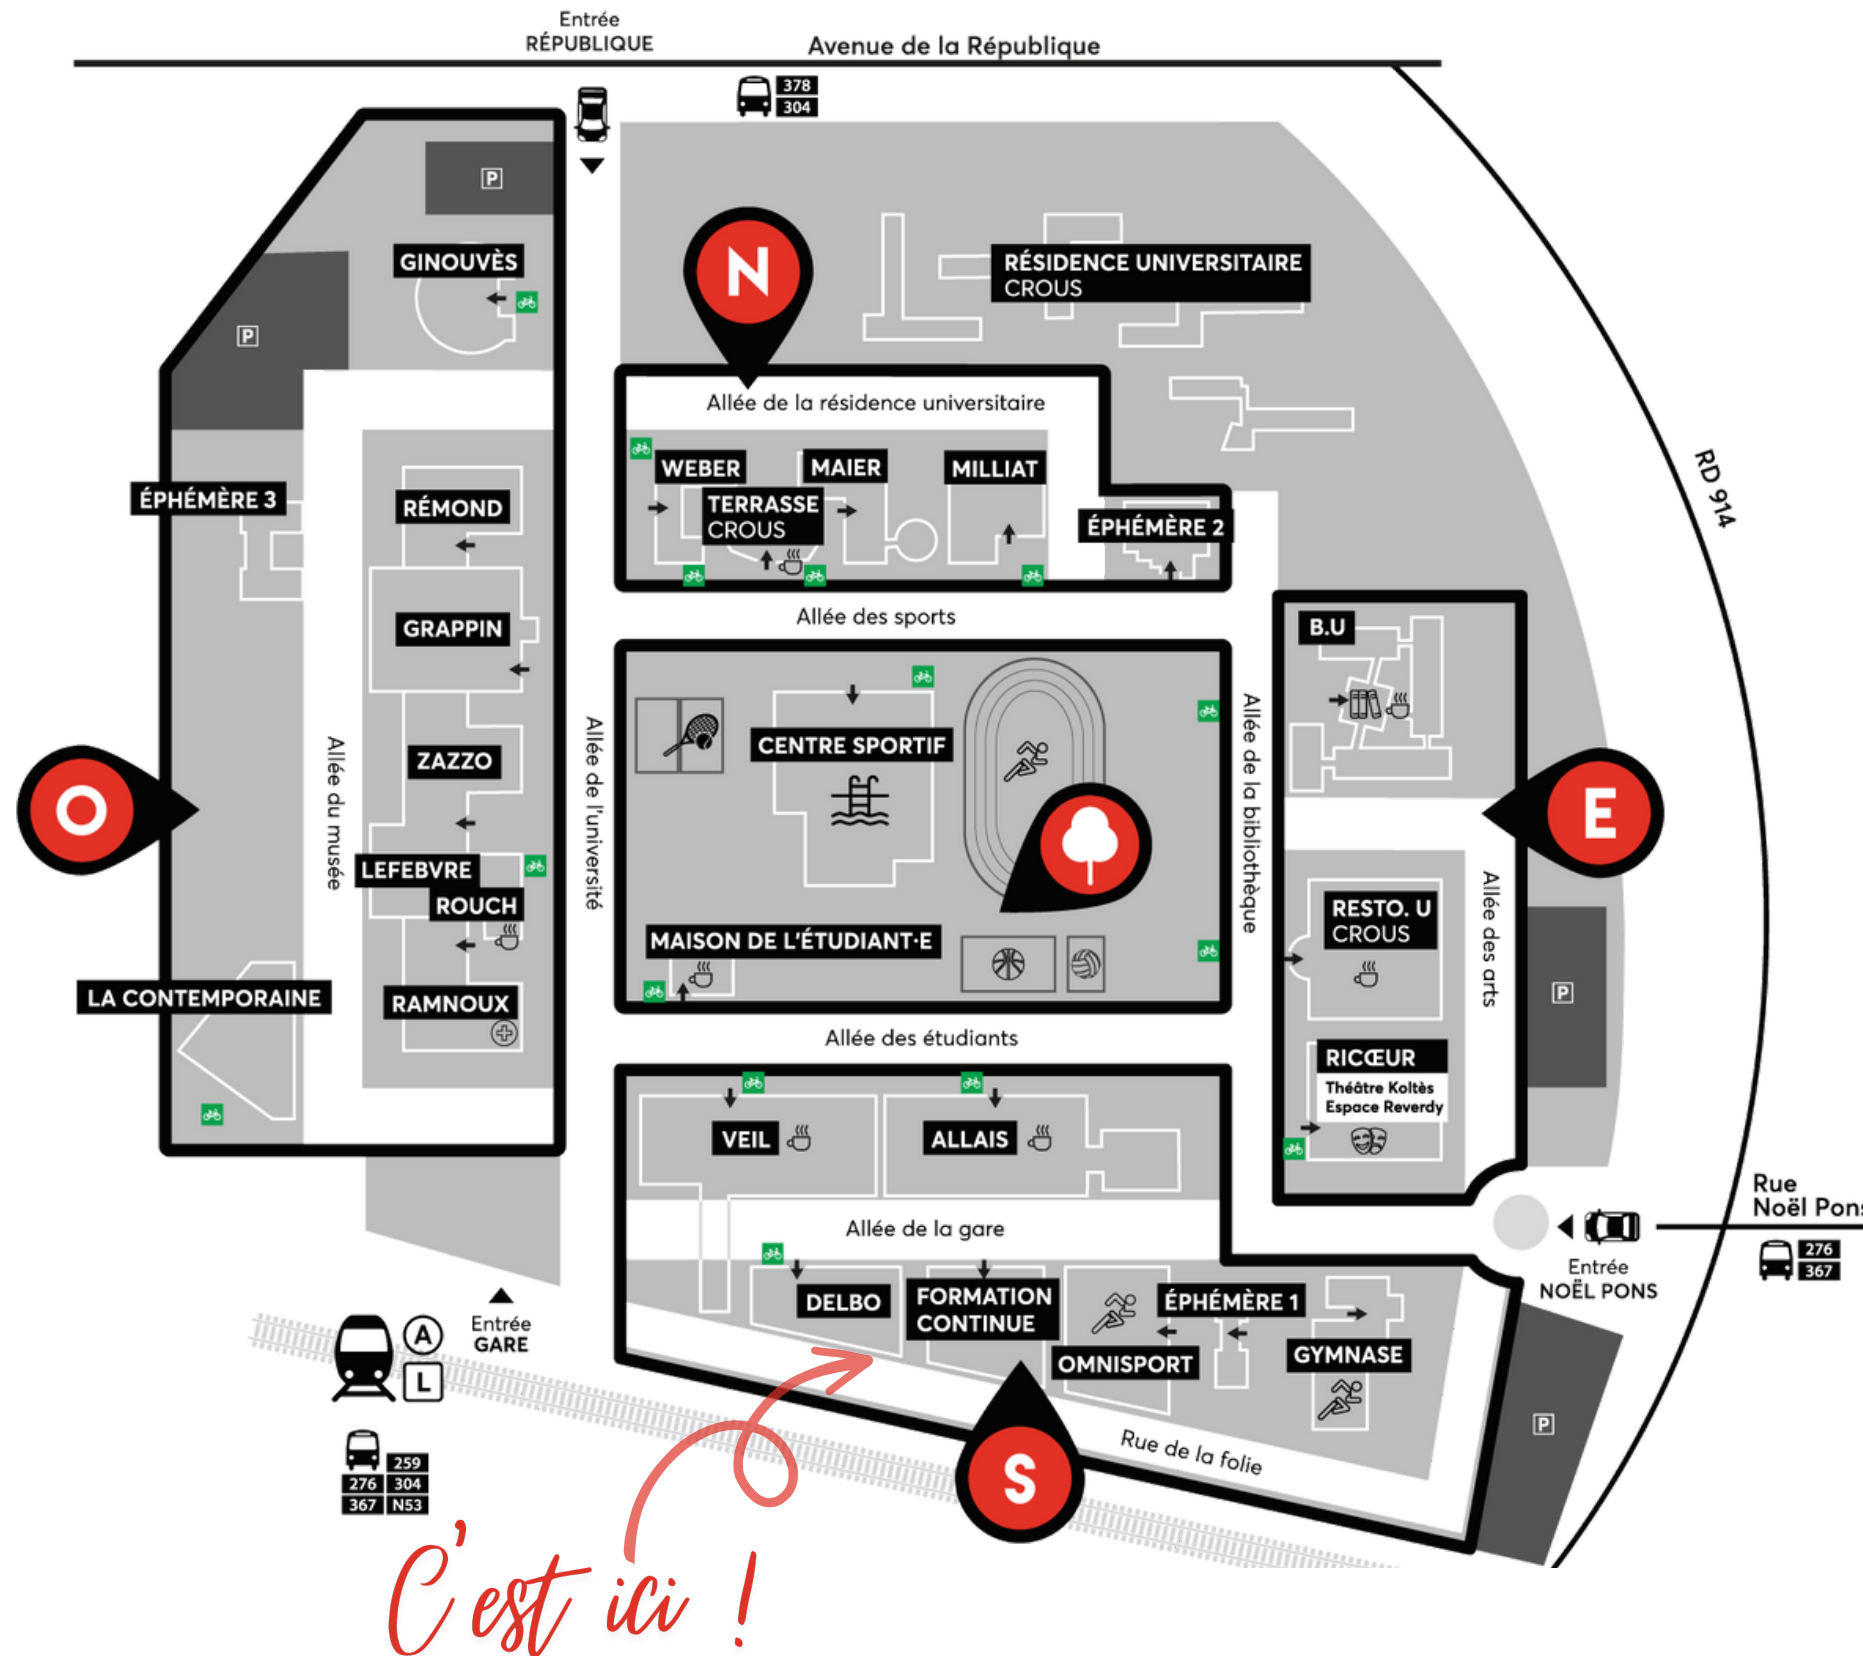 Entrée
RÉPUBLIQUE
Avenue de la République
378
304
P
GINOUVÈS
N
RÉSIDENCE UNIVERSITAIRE
CROUS
P
Allée de la résidence universitaire
RD 914
ÉPHÉMÈRE 3
RÉMOND
WEBER
MAIER
MILLIAT
TERRASSE
CROUS
ÉPHÉMÈRE 2
Allée des sports
GRAPPIN
B.U
Allée du musée
Allée de l'université
Allée de la bibliothèque
ZAZZO
CENTRE SPORTIF
O
E
LEFEBVRE
ROUCH
RESTO. U
CROUS
Allée des arts
MAISON DE L'ÉTUDIANT·E
LA CONTEMPORAINE
RAMNOUX
P
Allée des étudiants
RICŒUR
Théâtre Koltès
Espace Reverdy
VEIL
ALLAIS
Rue
Noël Pons
276
367
Entrée
NOËL PONS
Allée de la gare
DELBO
FORMATION
CONTINUE
ÉPHÉMÈRE 1
OMNISPORT
GYMNASE
Entrée
GARE
A
L
259
276 304
367 N53
P
Rue de la folie
S
C'est ici !